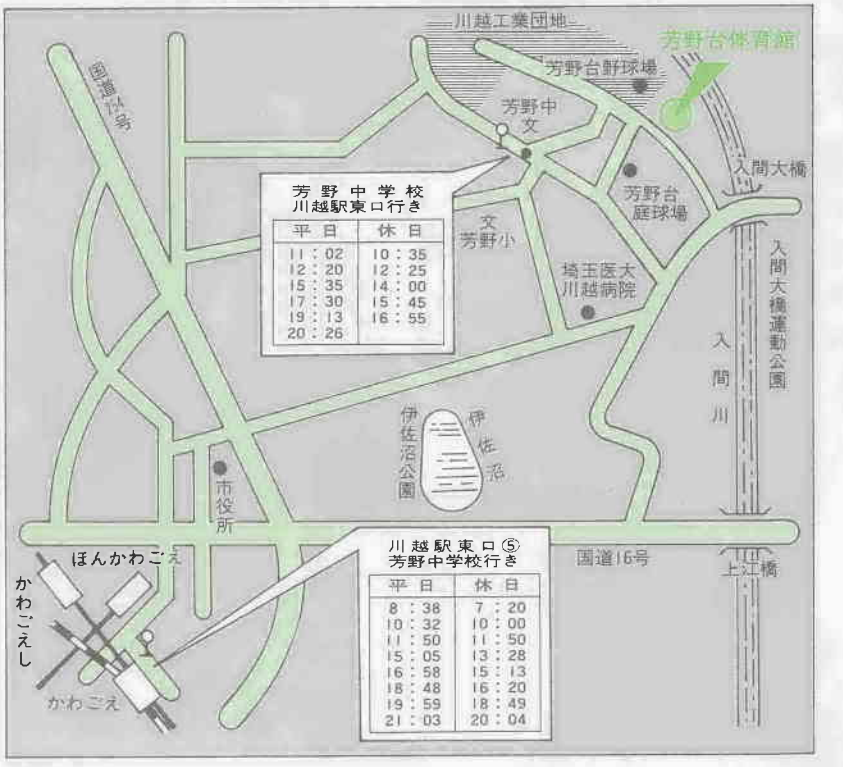 川越工業団地
芳野台体育館
国道254号
芳野台野球場
芳野中
文
入間大橋
芳野中学校
川越駅東口行き
平日 休日
11:02 10:35
12:20 12:25
15:35 14:00
17:30 15:45
19:13 16:55
20:26
芳野台
庭球場
文
芳野小
埼玉医大
川越病院
入間大橋運動公園
入間川
伊佐沼公園
伊佐沼
市役所
川越駅東口⑤
芳野中学校行き
平日 休日
8:38 7:20
10:32 10:00
11:50 11:50
15:05 13:28
16:58 15:13
18:48 16:20
19:59 18:49
21:03 20:04
国道16号
上江橋
ほんかわごえ
かわごえし
かわごえ